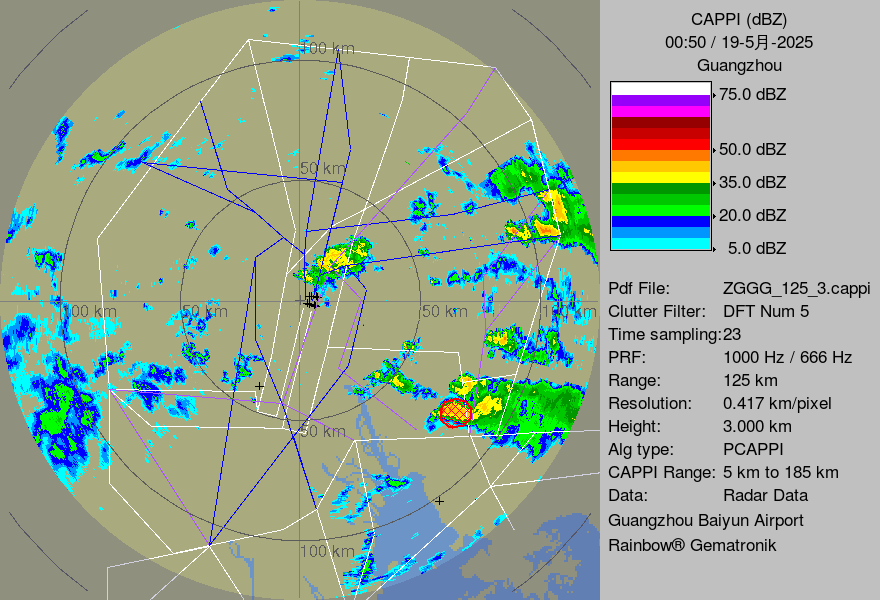 CAPPI (dBZ)
00:50 / 19-5月-2025
Guangzhou
75.0 dBZ
50.0 dBZ
35.0 dBZ
20.0 dBZ
5.0 dBZ
Pdf File: ZGGG_125_3.cappi
Clutter Filter: DFT Num 5
Time sampling:23
PRF: 1000 Hz / 666 Hz
Range: 125 km
Resolution: 0.417 km/pixel
Height: 3.000 km
Alg type: PCAPPI
CAPPI Range: 5 km to 185 km
Data: Radar Data
Guangzhou Baiyun Airport
Rainbow® Gematronik
100 km
50 km
100 km
50 km
50 km
100 km
50 km
100 km